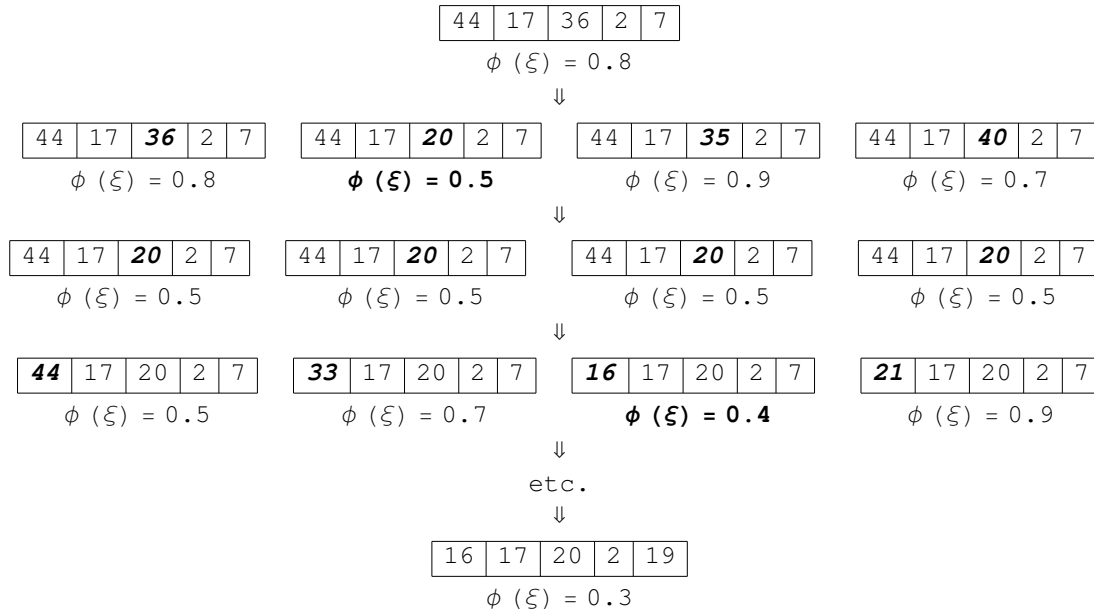 44 17 36 2 7
ϕ (ξ) = 0.8
⇓
44 17 36 2 7 44 17 20 2 7 44 17 35 2 7 44 17 40 2 7
ϕ (ξ) = 0.8 ϕ (ξ) = 0.5 ϕ (ξ) = 0.9 ϕ (ξ) = 0.7
⇓
44 17 20 2 7 44 17 20 2 7 44 17 20 2 7 44 17 20 2 7
ϕ (ξ) = 0.5 ϕ (ξ) = 0.5 ϕ (ξ) = 0.5 ϕ (ξ) = 0.5
⇓
44 17 20 2 7 33 17 20 2 7 16 17 20 2 7 21 17 20 2 7
ϕ (ξ) = 0.5 ϕ (ξ) = 0.7 ϕ (ξ) = 0.4 ϕ (ξ) = 0.9
⇓
etc.
⇓
16 17 20 2 19
ϕ (ξ) = 0.3